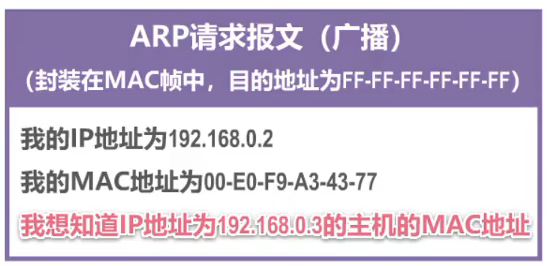 ARP请求报文（广播）
（封装在MAC帧中，目的地址为FF-FF-FF-FF-FF-FF）
我的IP地址为192.168.0.2
我的MAC地址为00-E0-F9-A3-43-77
我想知道IP地址为192.168.0.3的主机的MAC地址